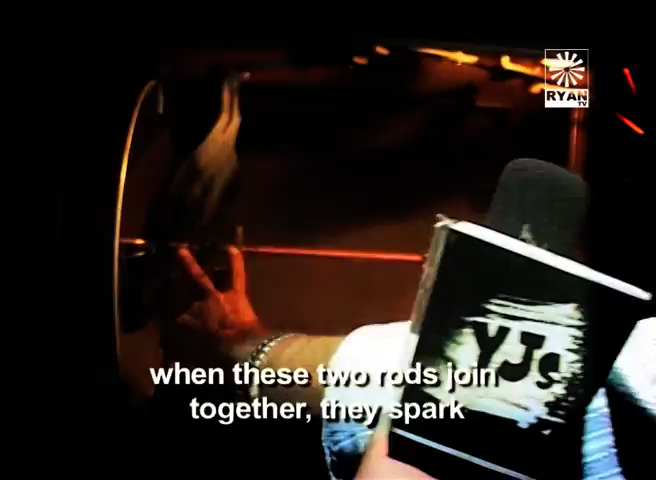 RYAN
TV
YJs
when these two rods join
together, they spark